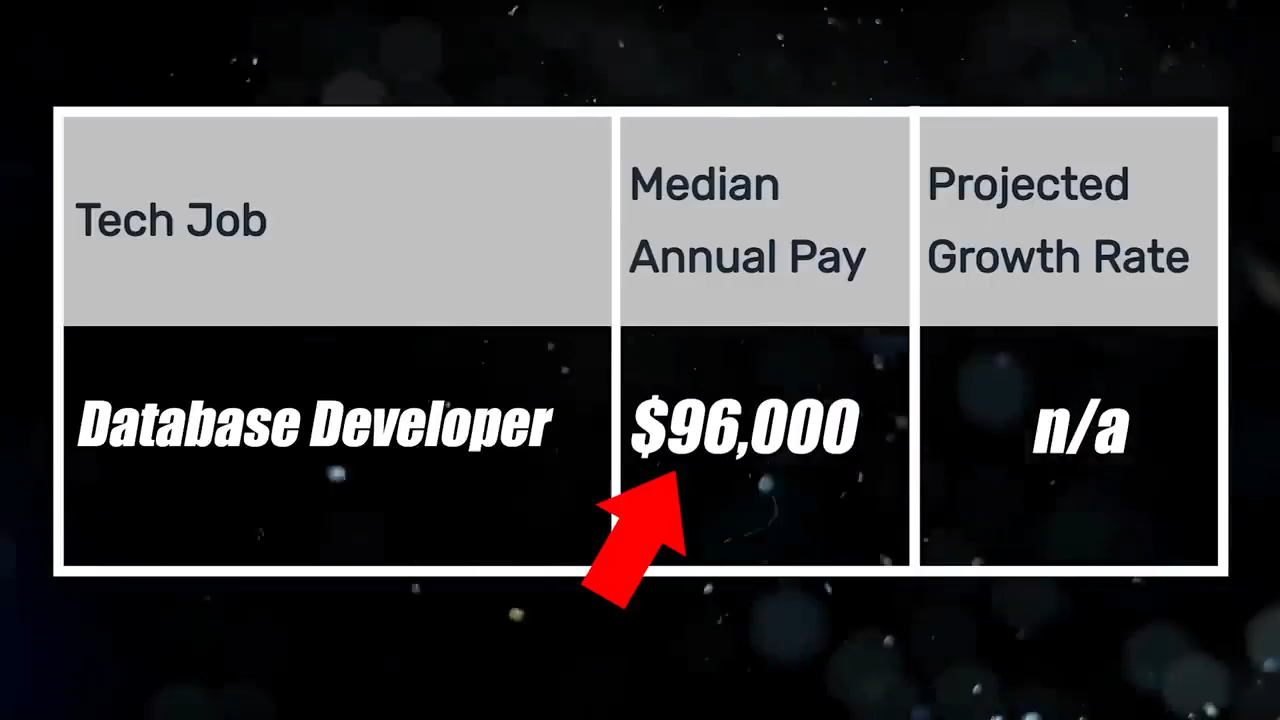 Tech Job
Median
Annual Pay
Projected
Growth Rate
Database Developer
$96,000
n/a